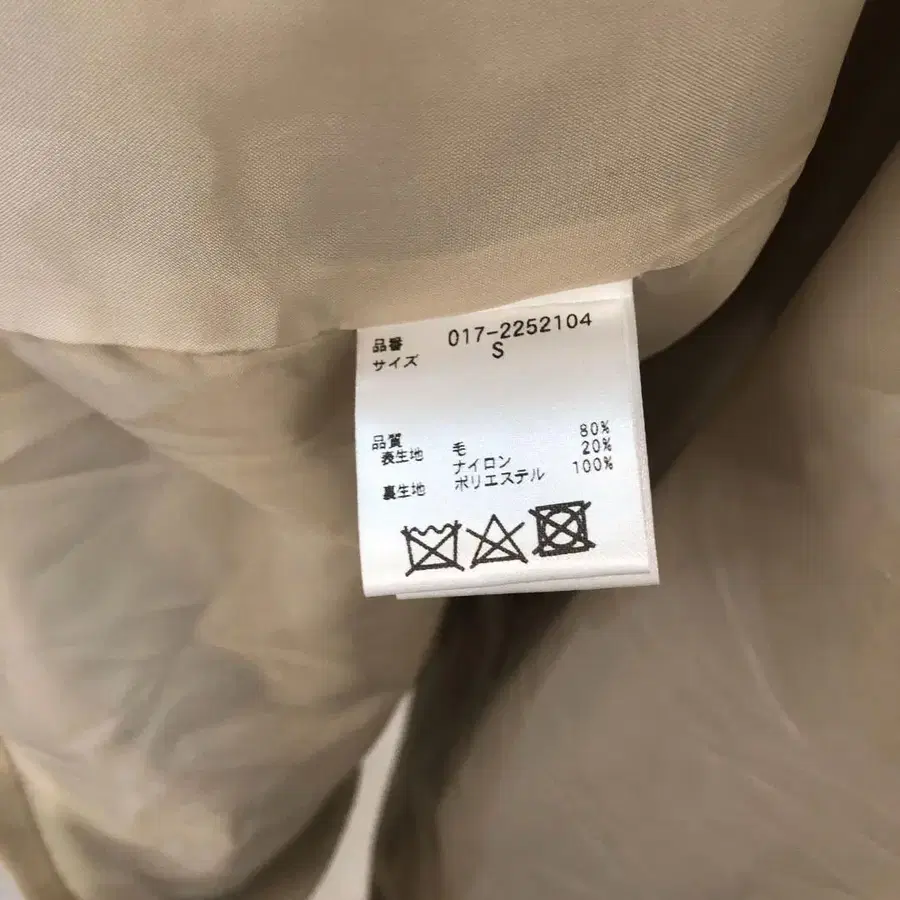 品番 017-2252104
サイズ S
品質
表生地 毛 80%
ナイロン 20%
裏生地 ポリエステル 100%